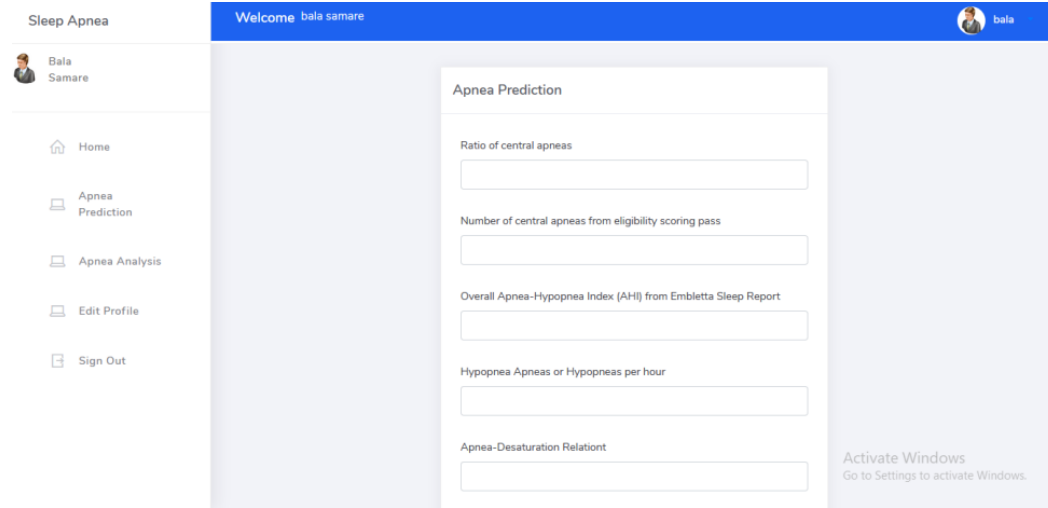 Sleep Apnea
Welcome bala samare
bala
Bala
Samare
Home
Apnea
Prediction
Apnea Analysis
Edit Profile
Sign Out
Apnea Prediction
Ratio of central apneas
Number of central apneas from eligibility scoring pass
Overall Apnea-Hypopnea Index (AHI) from Embletta Sleep Report
Hypopnea Apneas or Hypopneas per hour
Apnea-Desaturation Relationt
Activate Windows
Go to Settings to activate Windows.